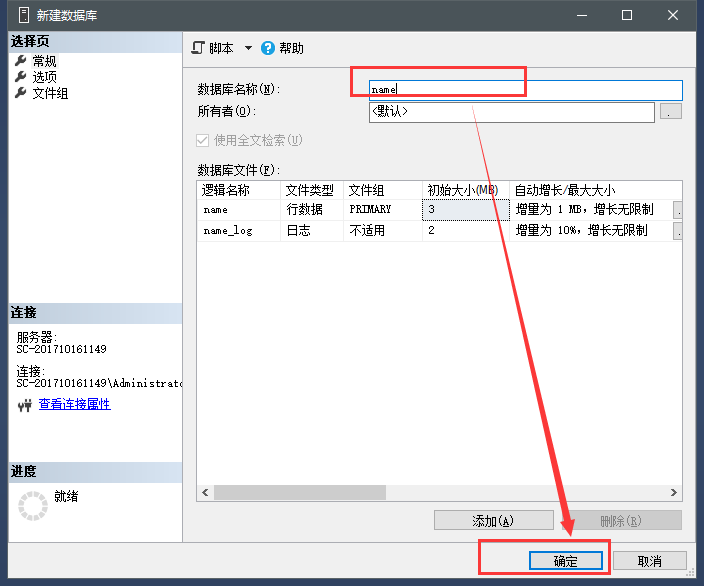 新建数据库
选择页
常规
选项
文件组
脚本 帮助
数据库名称(N): name
所有者(O): <默认> .
使用全文检索(U)
数据库文件(F):
逻辑名称 文件类型 文件组 初始大小(MB) 自动增长/最大大小
name 行数据 PRIMARY 3 增量为 1 MB，增长无限制 .
name_log 日志 不适用 2 增量为 10%，增长无限制 .
连接
服务器:
SC-201710161149
连接:
SC-201710161149\Administrato
查看连接属性
进度
就绪
添加(A) 删除(R)
确定 取消